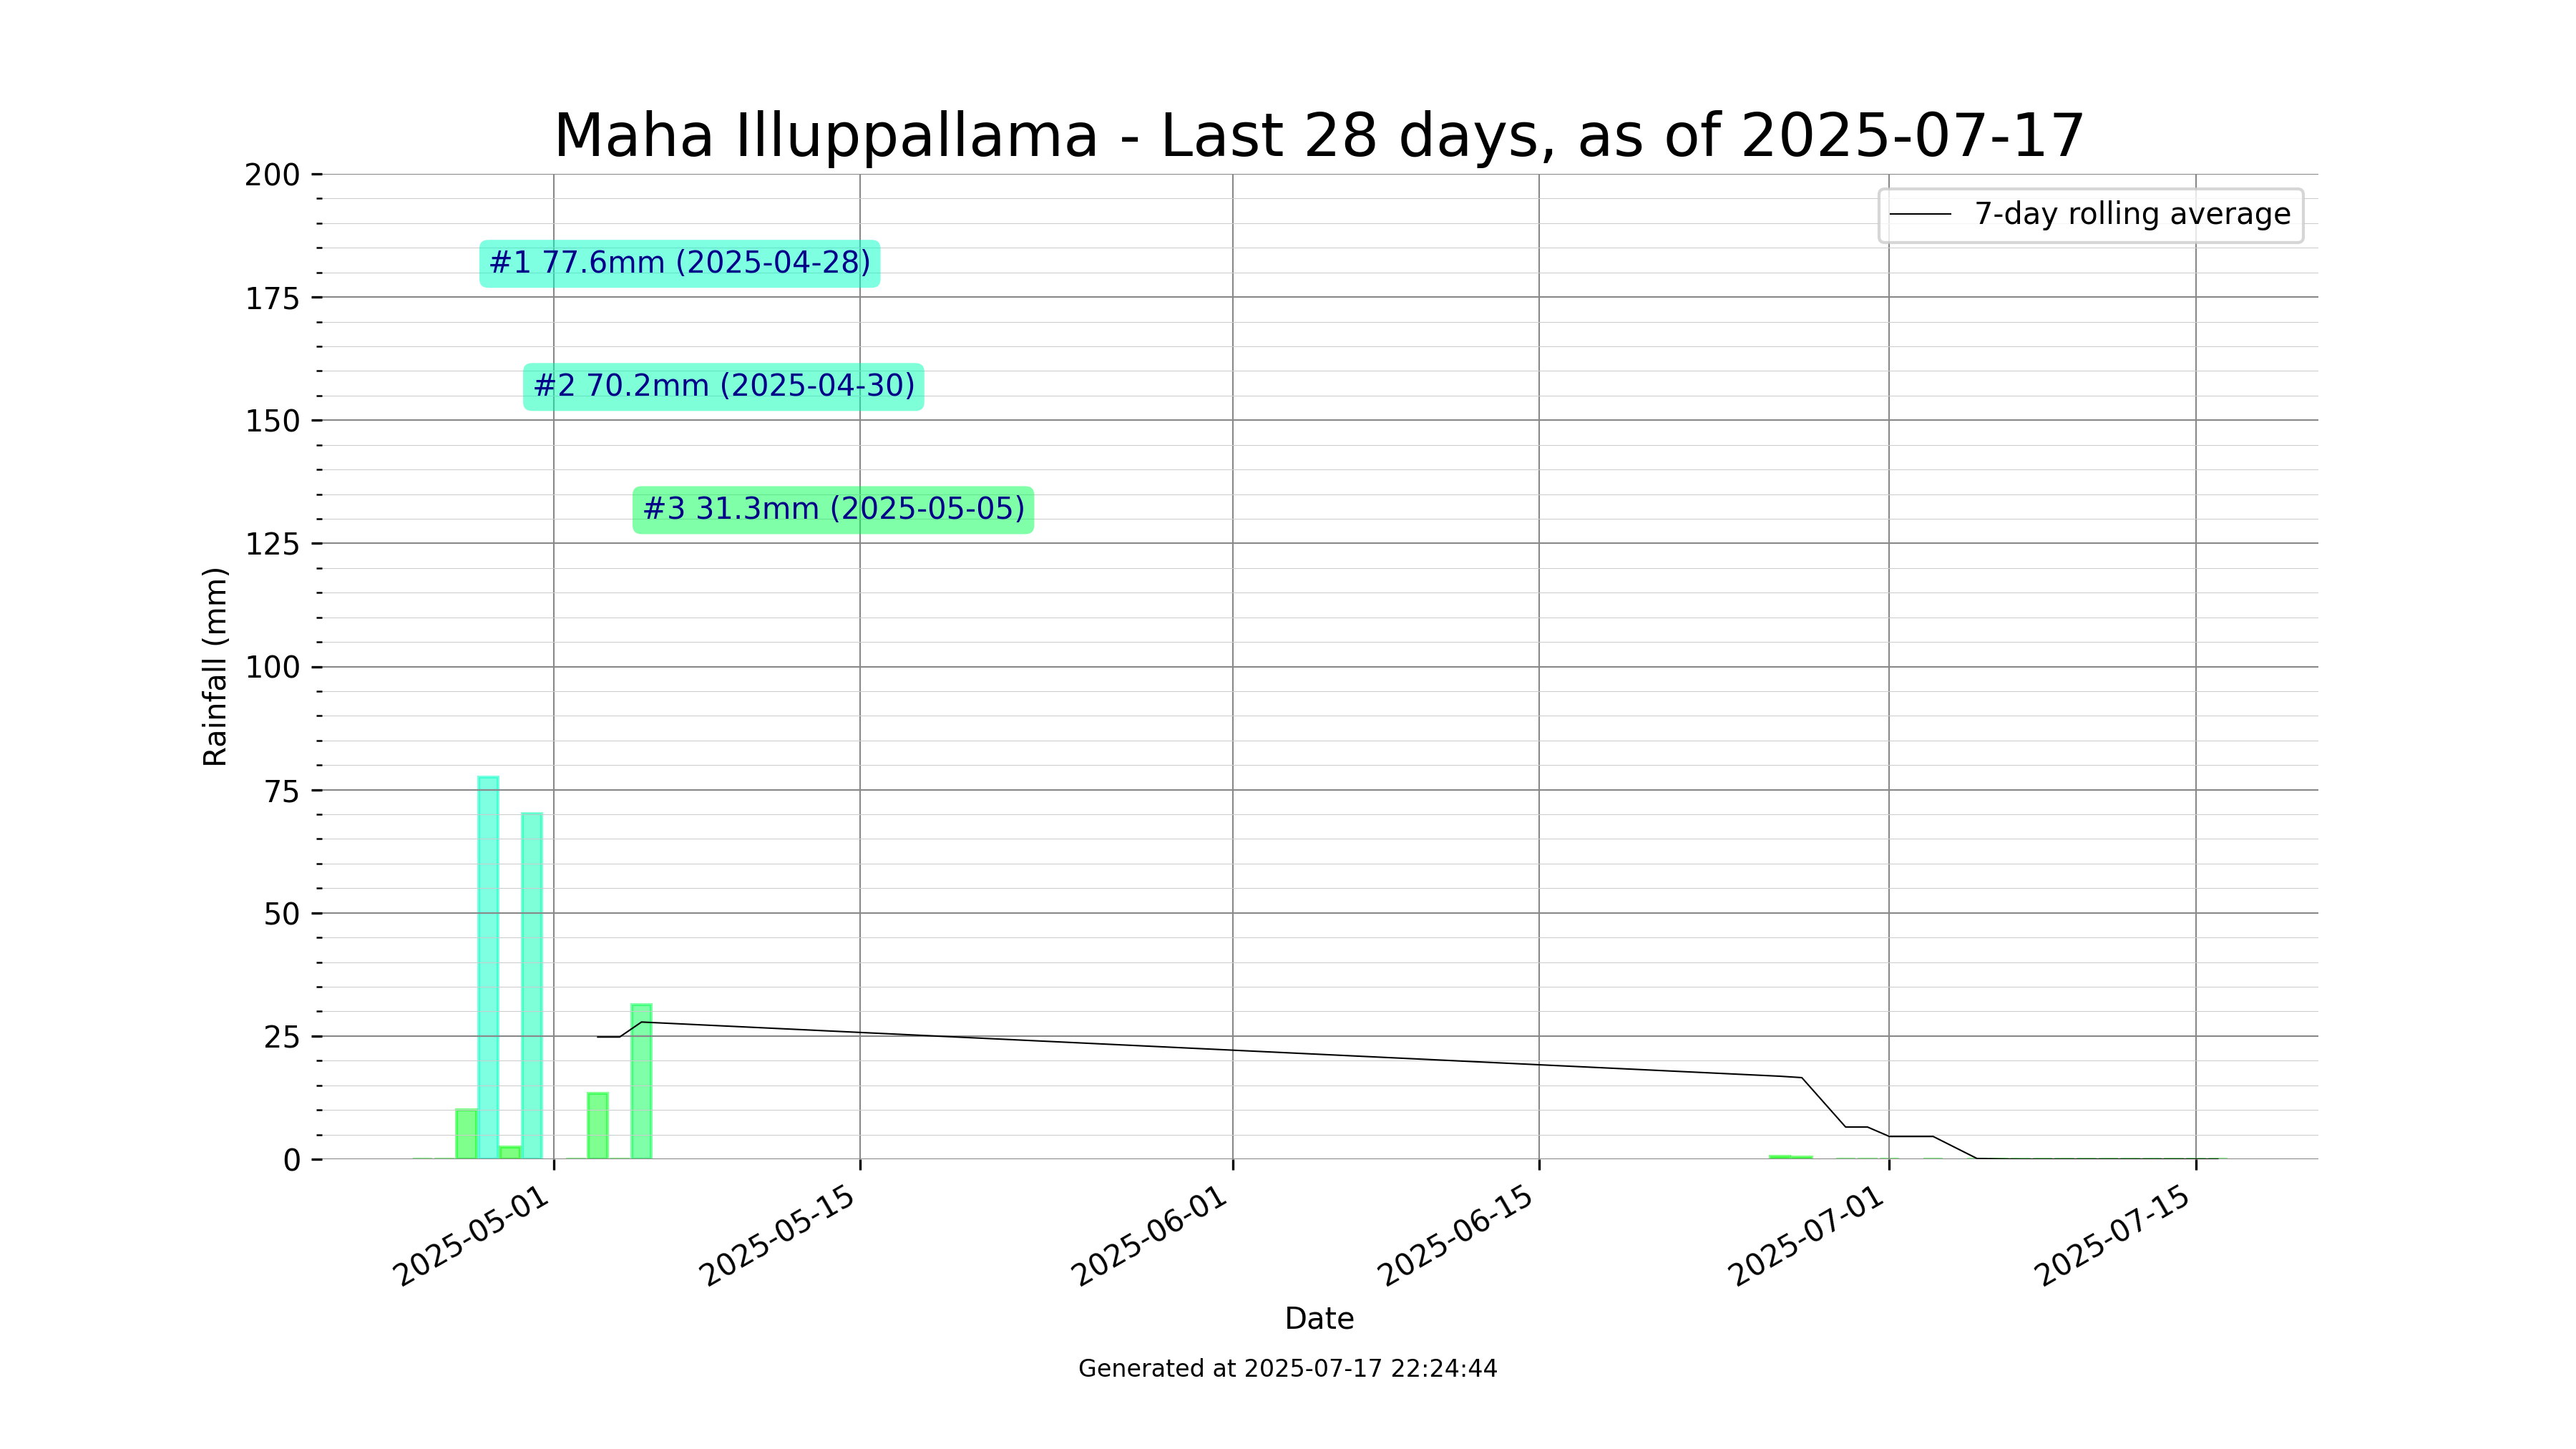 Maha Illuppallama - Last 28 days, as of 2025-07-17
200
175
150
125
100
75
50
25
0
Rainfall (mm)
7-day rolling average
#1 77.6mm (2025-04-28)
#2 70.2mm (2025-04-30)
#3 31.3mm (2025-05-05)
2025-05-01
2025-05-15
2025-06-01
2025-06-15
2025-07-01
2025-07-15
Date
Generated at 2025-07-17 22:24:44